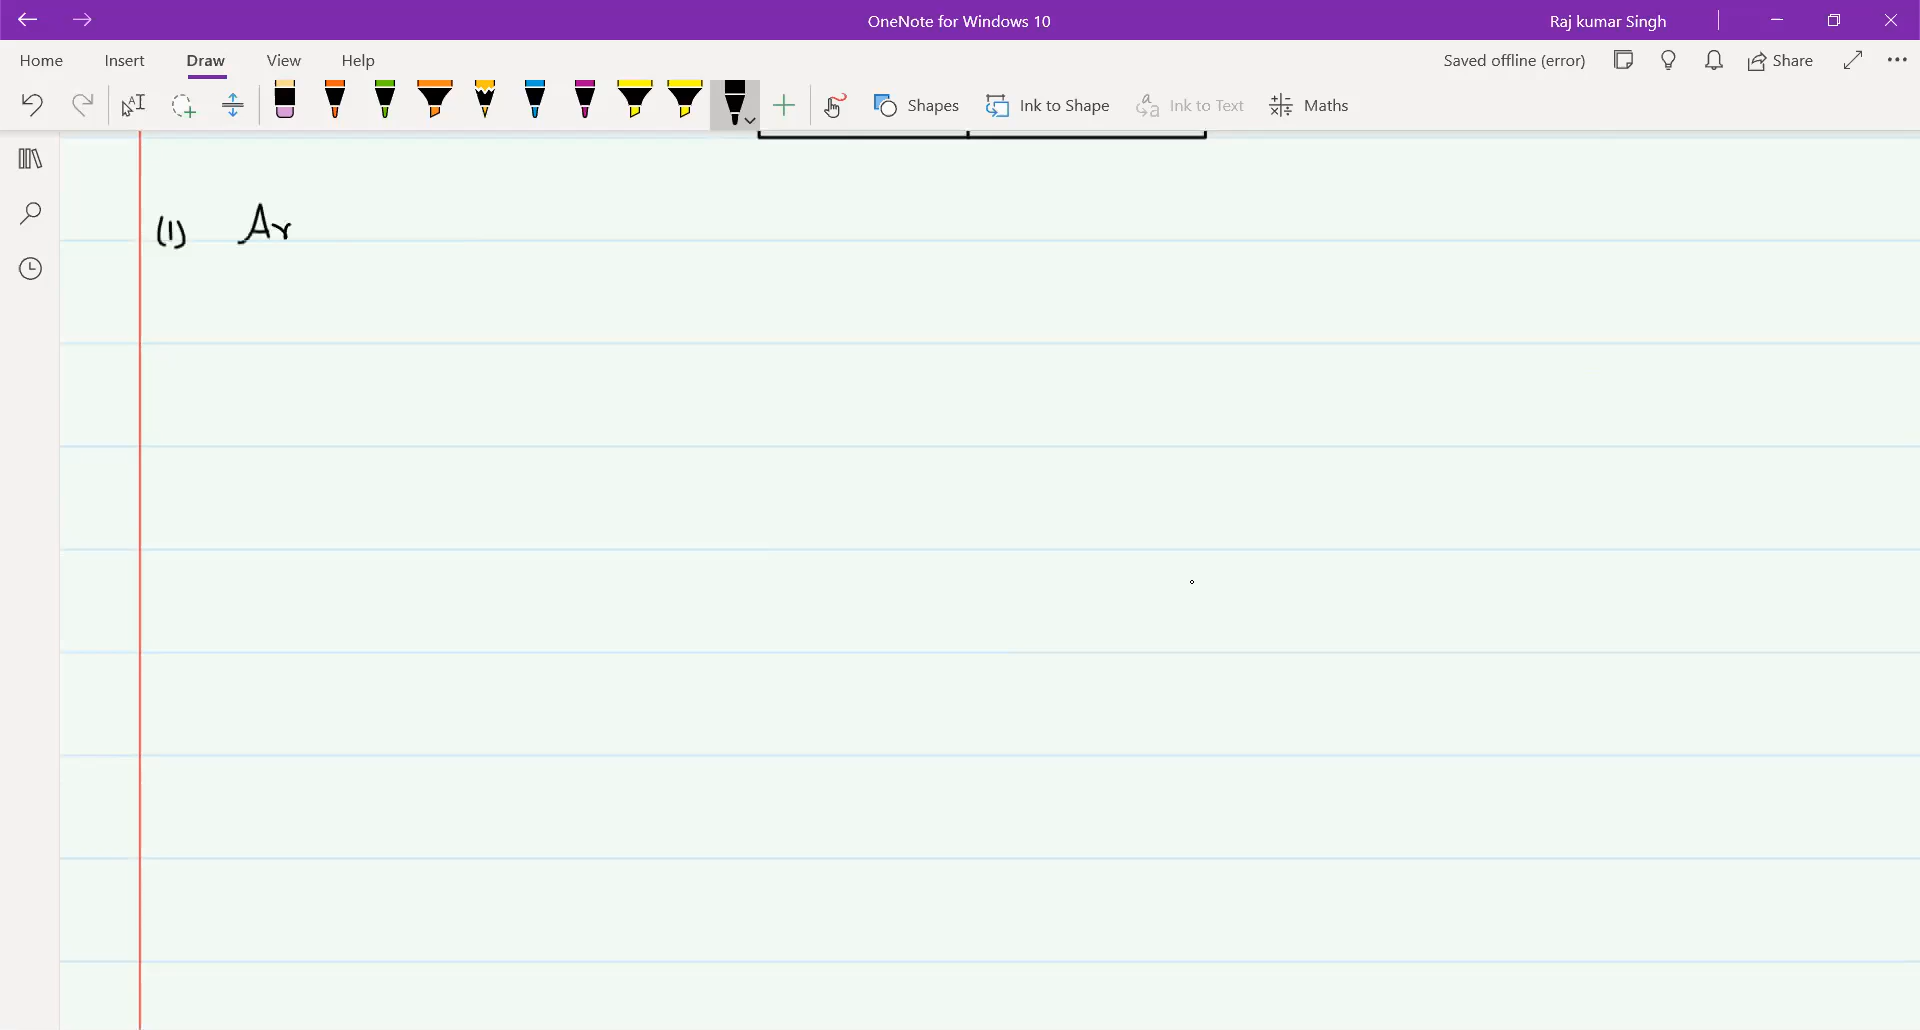 OneNote for Windows 10
Raj kumar Singh
Home Insert Draw View Help
Saved offline (error)
Share
Shapes
Ink to Shape
Ink to Text
Maths
(1) Ar